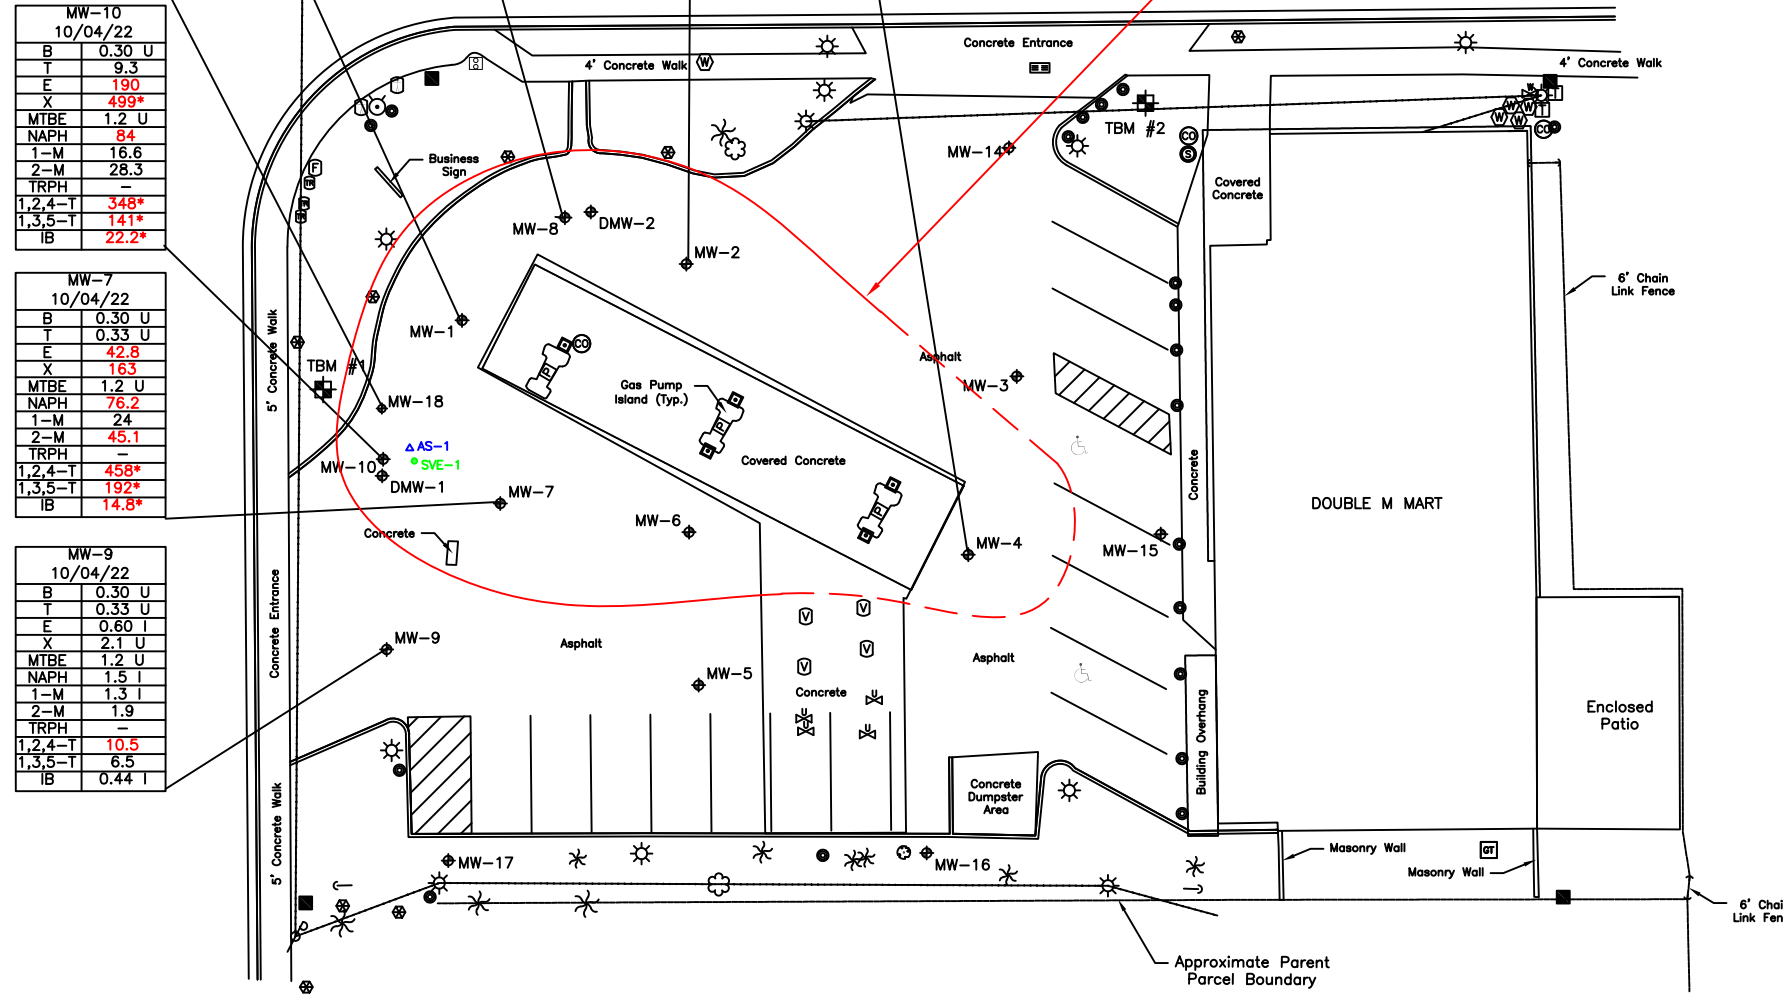 MW-10
10/04/22
B 0.30 U
T 9.3
E 190
X 499*
MTBE 1.2 U
NAPH 84
1-M 16.6
2-M 28.3
TRPH –
1,2,4-T 348*
1,3,5-T 141*
IB 22.2*
MW-7
10/04/22
B 0.30 U
T 0.33 U
E 42.8
X 163
MTBE 1.2 U
NAPH 76.2
1-M 24
2-M 45.1
TRPH –
1,2,4-T 458*
1,3,5-T 192*
IB 14.8*
MW-9
10/04/22
B 0.30 U
T 0.33 U
E 0.60 I
X 2.1 U
MTBE 1.2 U
NAPH 1.5 I
1-M 1.3 I
2-M 1.9
TRPH –
1,2,4-T 10.5
1,3,5-T 6.5
IB 0.44 I
Concrete Entrance
4' Concrete Walk
W
4' Concrete Walk
TBM #2
CO
S
W
W
W
W
T
T
CO
Business
Sign
F
TR
MW-14
Covered
Concrete
MW-8
DMW-2
MW-2
6' Chain
Link Fence
MW-1
5' Concrete Walk
TBM #1
CO
Asphalt
MW-3
Gas Pump
Island (Typ.)
MW-18
AS-1
SVE-1
MW-10
DMW-1
MW-7
Covered Concrete
Concrete
DOUBLE M MART
MW-6
MW-4
MW-15
Concrete
Concrete Entrance
V
V
V
V
MW-9
Asphalt
Asphalt
MW-5
Concrete
U
U
U
U
Building Overhang
Enclosed
Patio
Concrete
Dumpster
Area
5' Concrete Walk
MW-17
MW-16
Masonry Wall
GT
Masonry Wall
6' Chai
Link Fen
Approximate Parent
Parcel Boundary